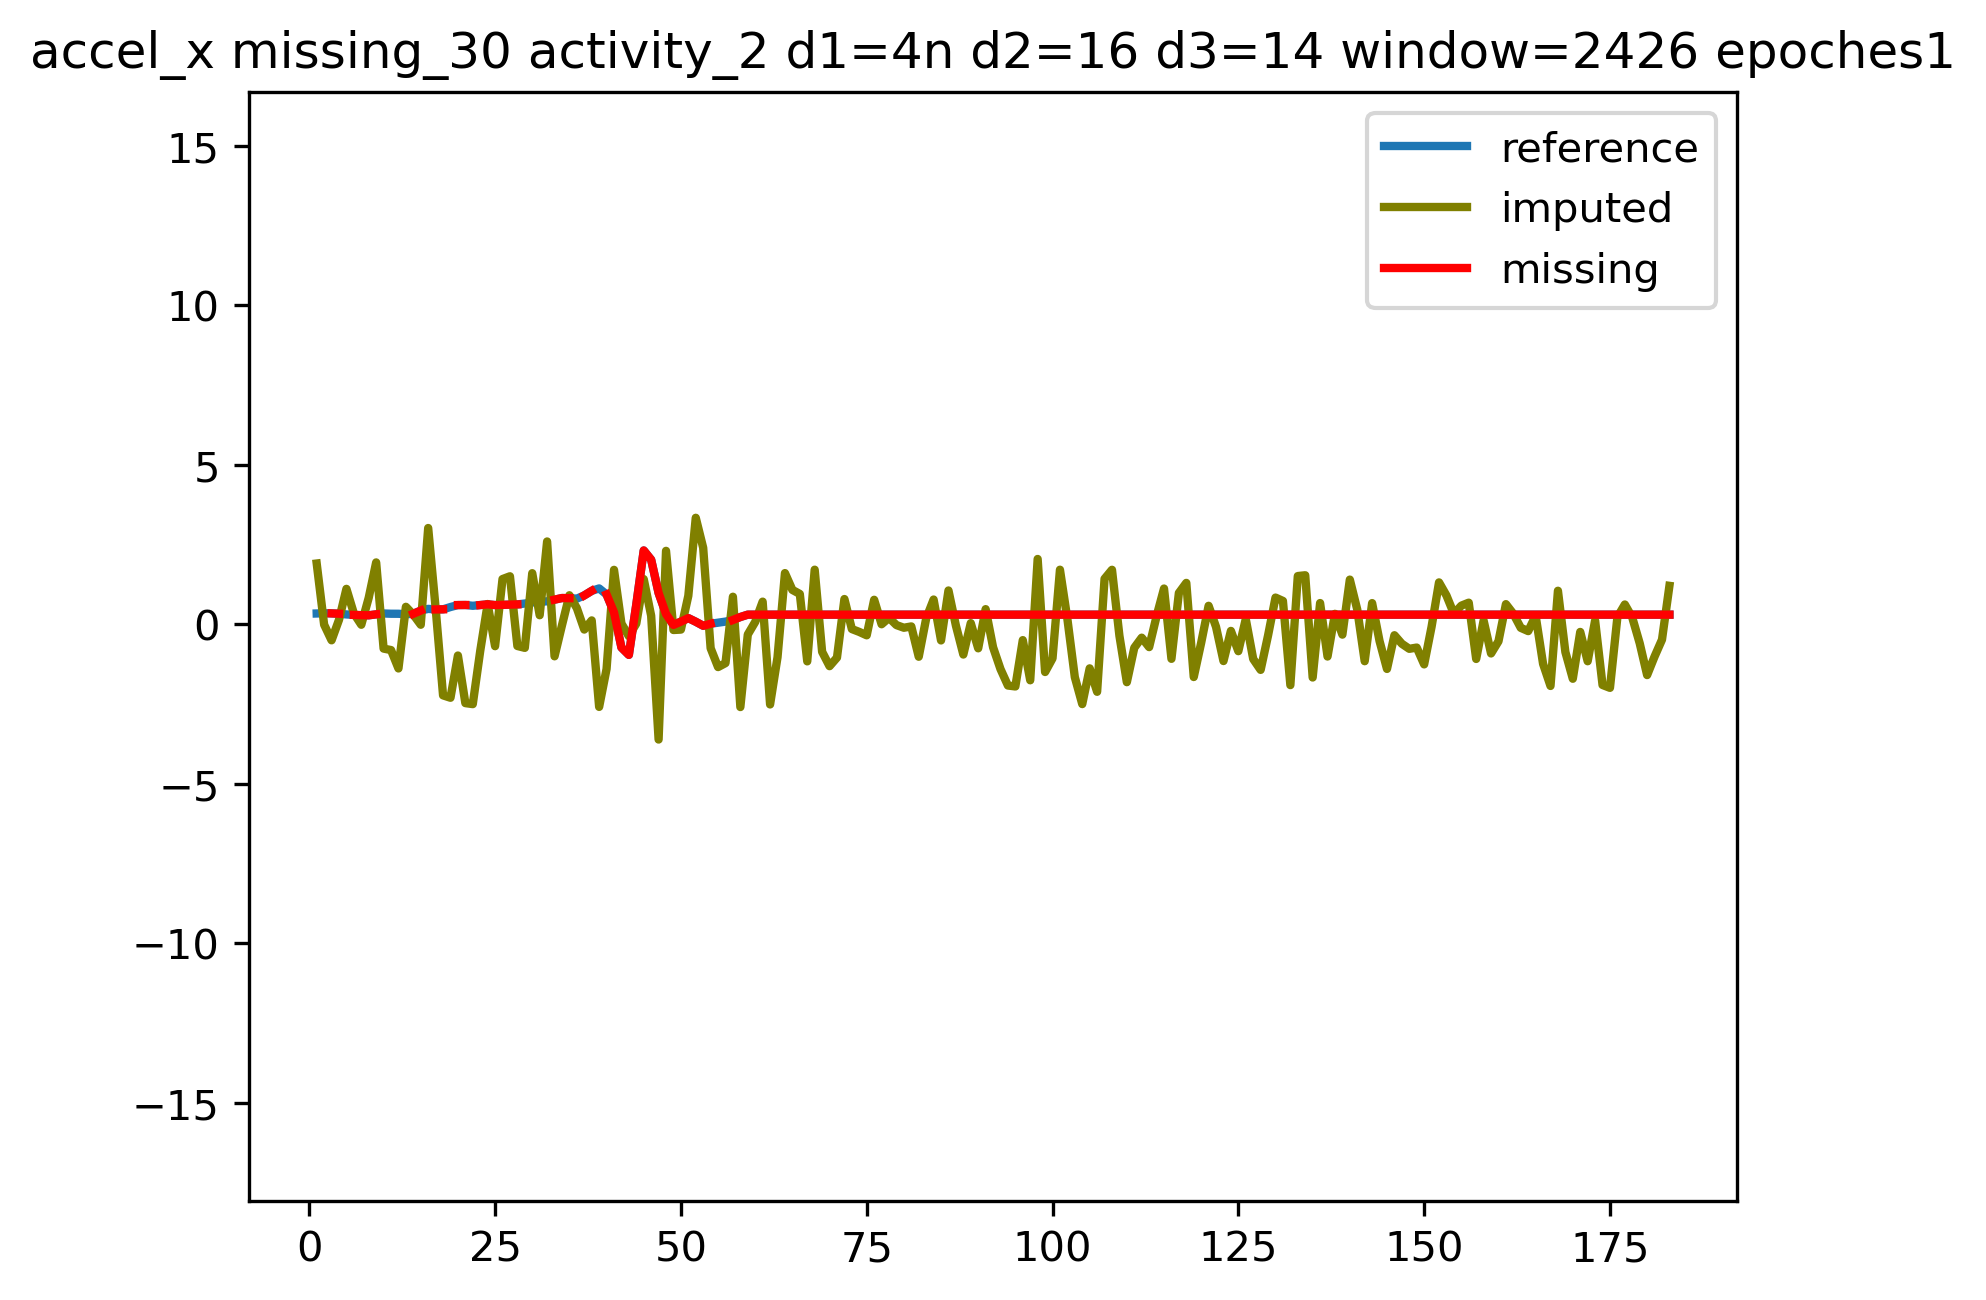 accel_x missing_30 activity_2 d1=4n d2=16 d3=14 window=2426 epoches1
reference
imputed
missing
15
10
5
0
−5
−10
−15
0 25 50 75 100 125 150 175